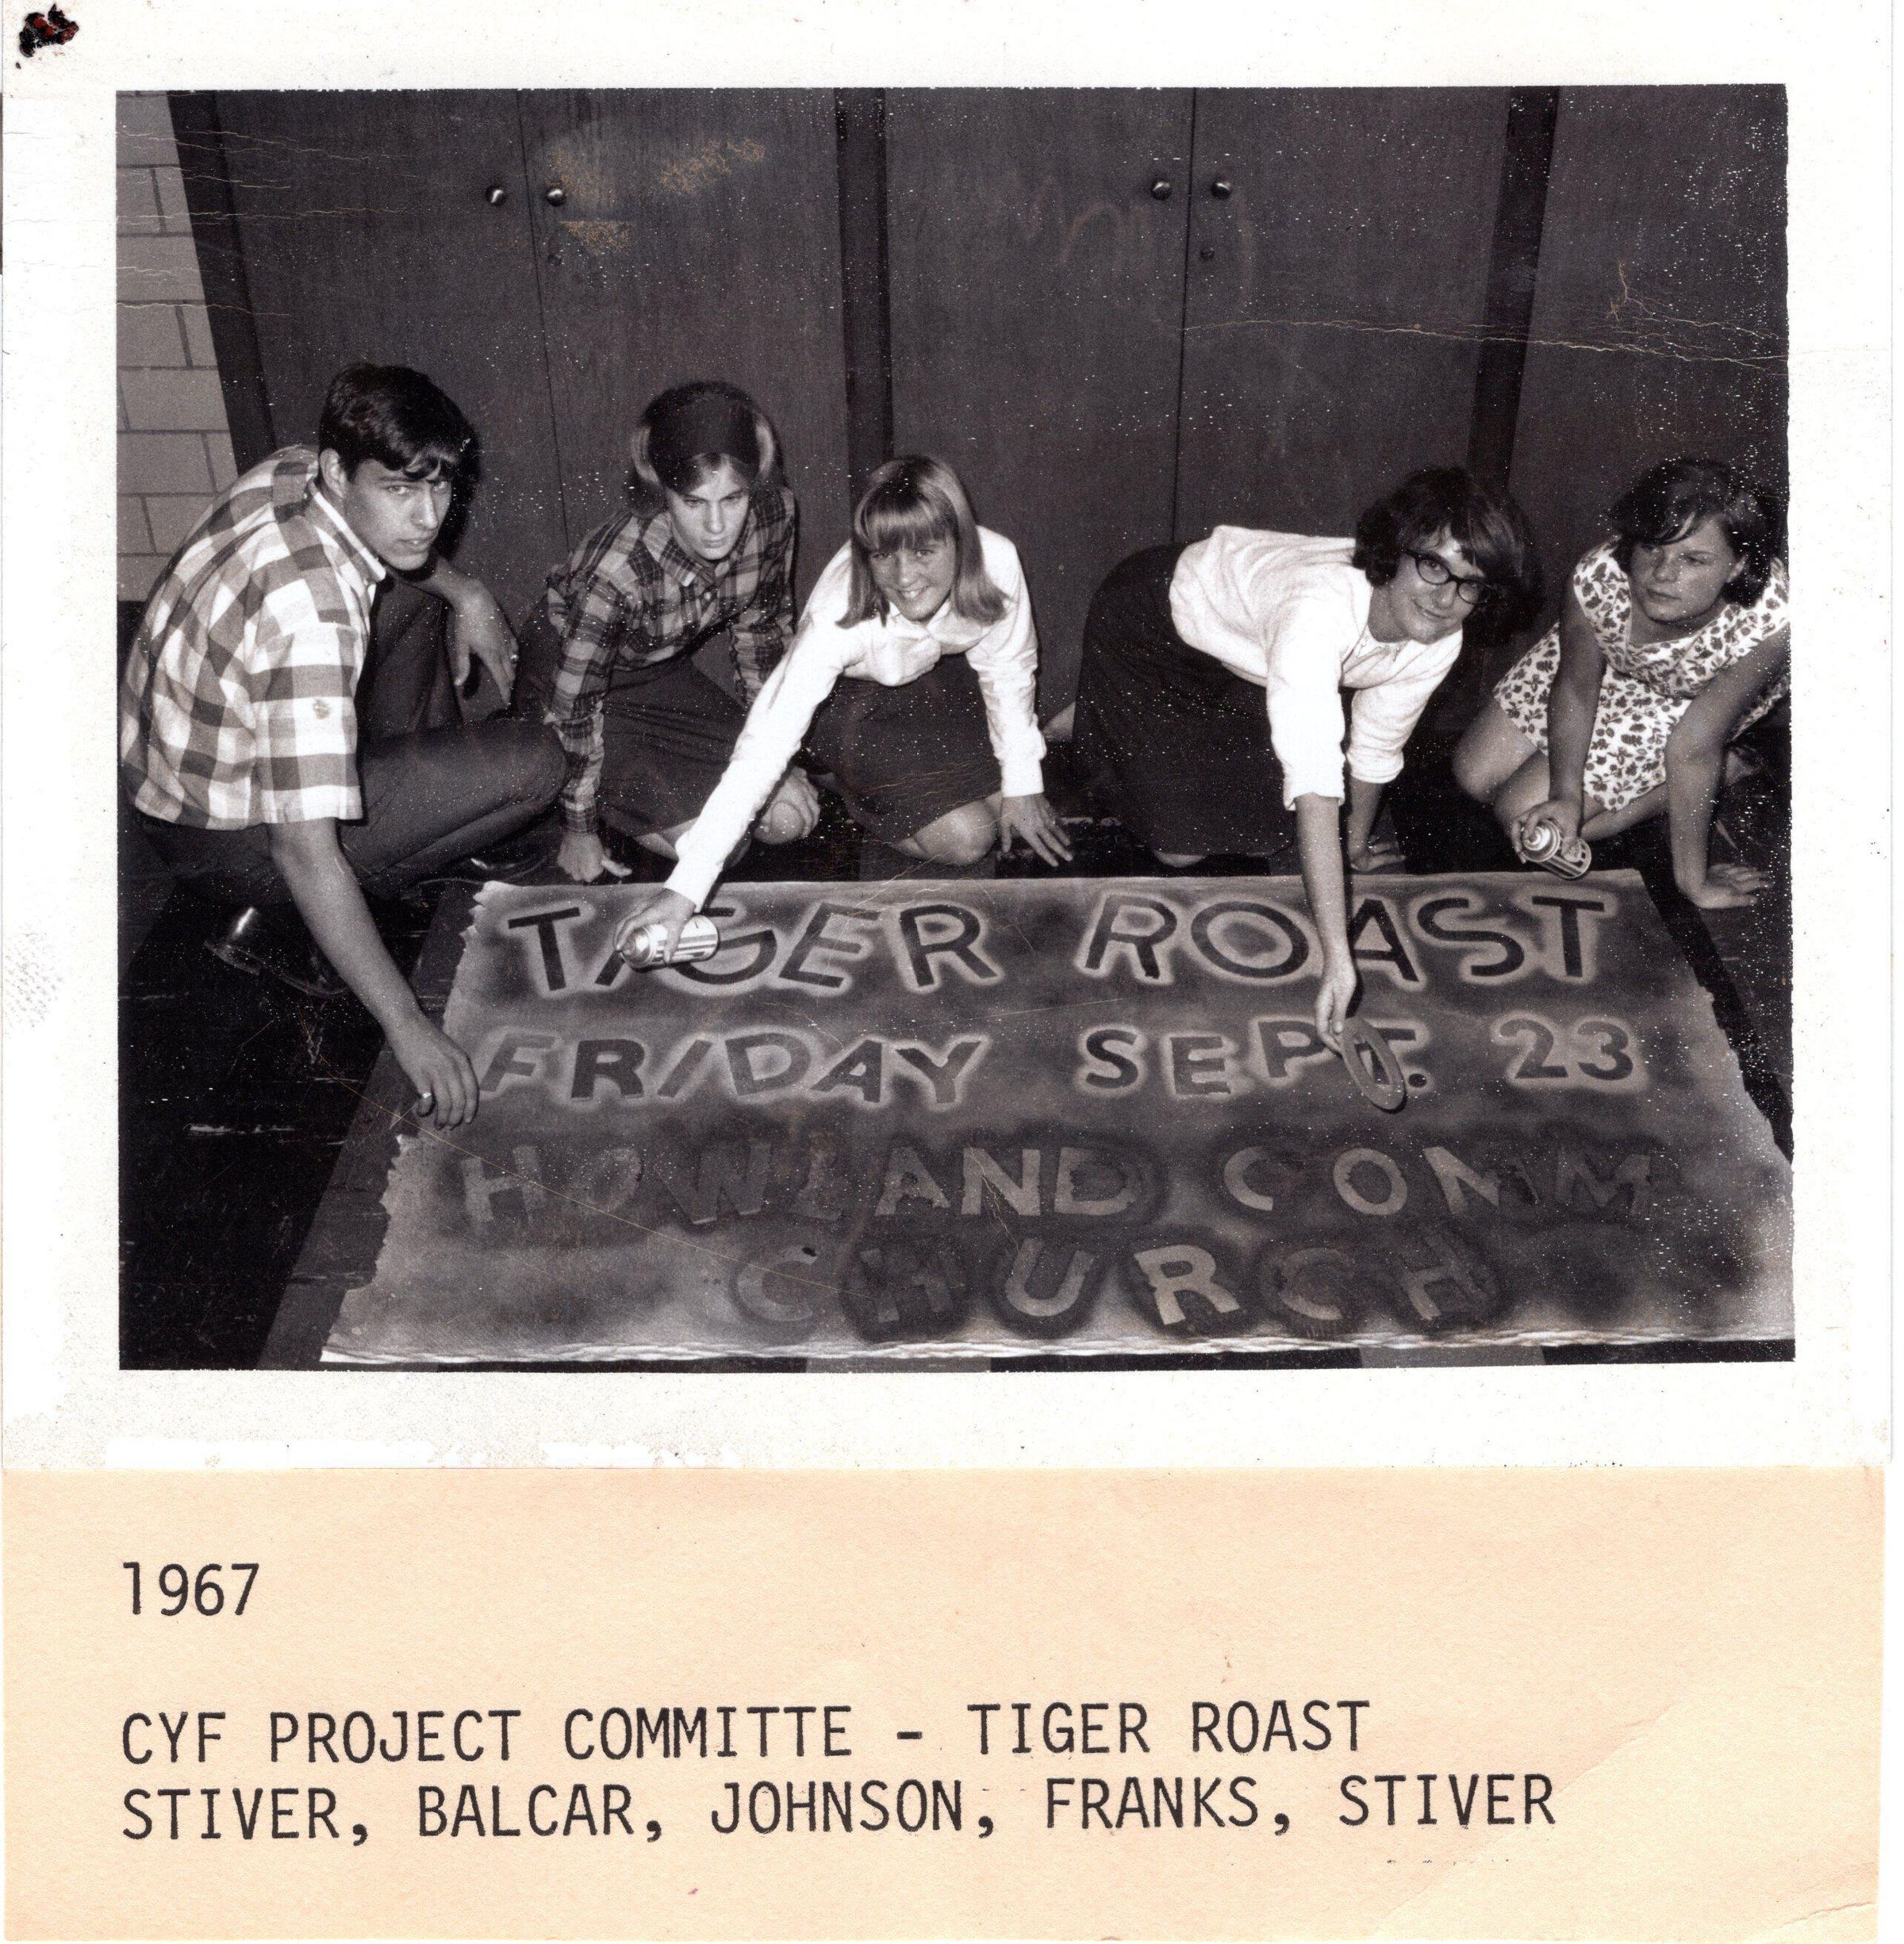 TIGER ROAST
FRIDAY SEPT. 23
HOWLAND COMM
CHURCH
1967
CYF PROJECT COMMITTE - TIGER ROAST
STIVER, BALCAR, JOHNSON, FRANKS, STIVER